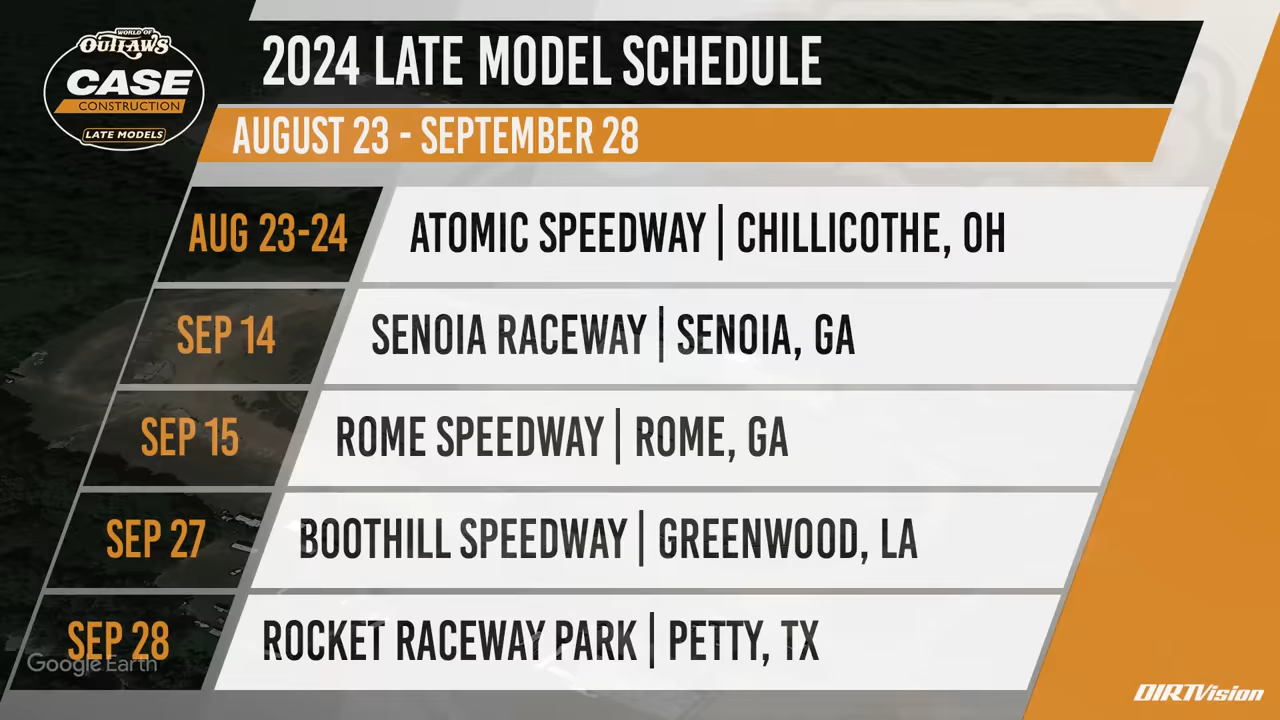 WORLD OF
OUTLAWS
CASE
CONSTRUCTION
LATE MODELS
2024 LATE MODEL SCHEDULE
AUGUST 23 - SEPTEMBER 28
AUG 23-24 ATOMIC SPEEDWAY | CHILLICOTHE, OH
SEP 14 SENOIA RACEWAY | SENOIA, GA
SEP 15 ROME SPEEDWAY | ROME, GA
SEP 27 BOOTHILL SPEEDWAY | GREENWOOD, LA
SEP 28 ROCKET RACEWAY PARK | PETTY, TX
Google Earth
DIRTVision